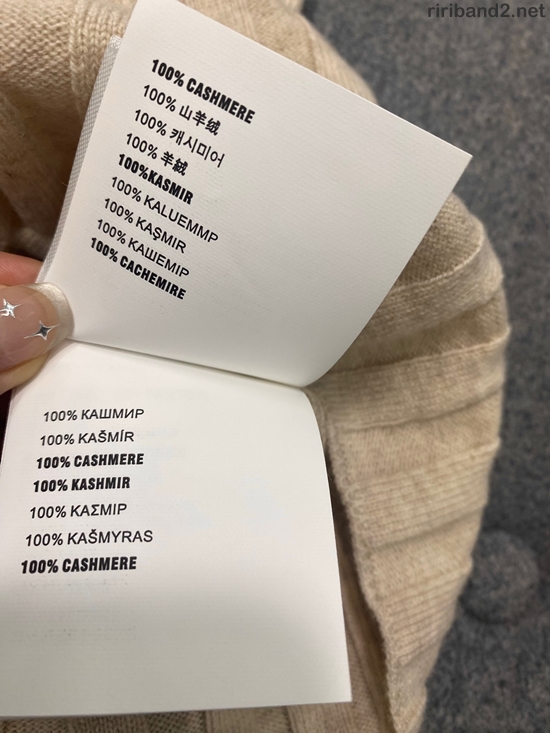 ririband2.net
100% CASHMERE
100% 山羊绒
100% 캐시미어
100% 羊絨
100%KASMIR
100% KALUEMMP
100% KAŞMIR
100% КАШЕМІР
100% CACHEMIRE
100% КАШМИР
100% KAŠMÍR
100% CASHMERE
100% KASHMIR
100% ΚΑΣΜΙΡ
100% KAŠMYRAS
100% CASHMERE